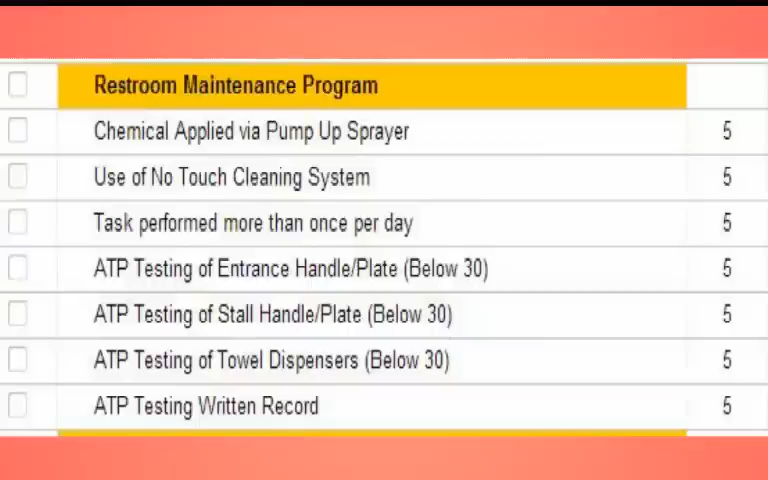 Restroom Maintenance Program
Chemical Applied via Pump Up Sprayer 5
Use of No Touch Cleaning System 5
Task performed more than once per day 5
ATP Testing of Entrance Handle/Plate (Below 30) 5
ATP Testing of Stall Handle/Plate (Below 30) 5
ATP Testing of Towel Dispensers (Below 30) 5
ATP Testing Written Record 5